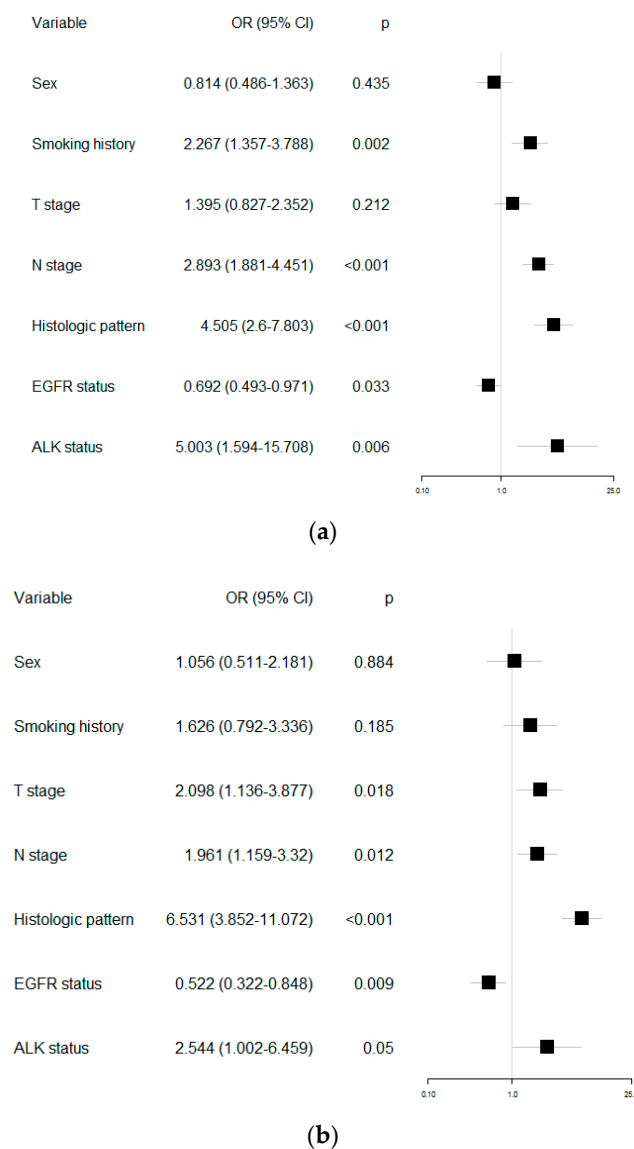 Variable OR (95% CI) p
Sex 0.814 (0.486-1.363) 0.435
Smoking history 2.267 (1.357-3.788) 0.002
T stage 1.395 (0.827-2.352) 0.212
N stage 2.893 (1.881-4.451) <0.001
Histologic pattern 4.505 (2.6-7.803) <0.001
EGFR status 0.692 (0.493-0.971) 0.033
ALK status 5.003 (1.594-15.708) 0.006
0.10 1.0 25.0
(a)
Variable OR (95% CI) p
Sex 1.056 (0.511-2.181) 0.884
Smoking history 1.626 (0.792-3.336) 0.185
T stage 2.098 (1.136-3.877) 0.018
N stage 1.961 (1.159-3.32) 0.012
Histologic pattern 6.531 (3.852-11.072) <0.001
EGFR status 0.522 (0.322-0.848) 0.009
ALK status 2.544 (1.002-6.459) 0.05
0.10 1.0 25.
(b)